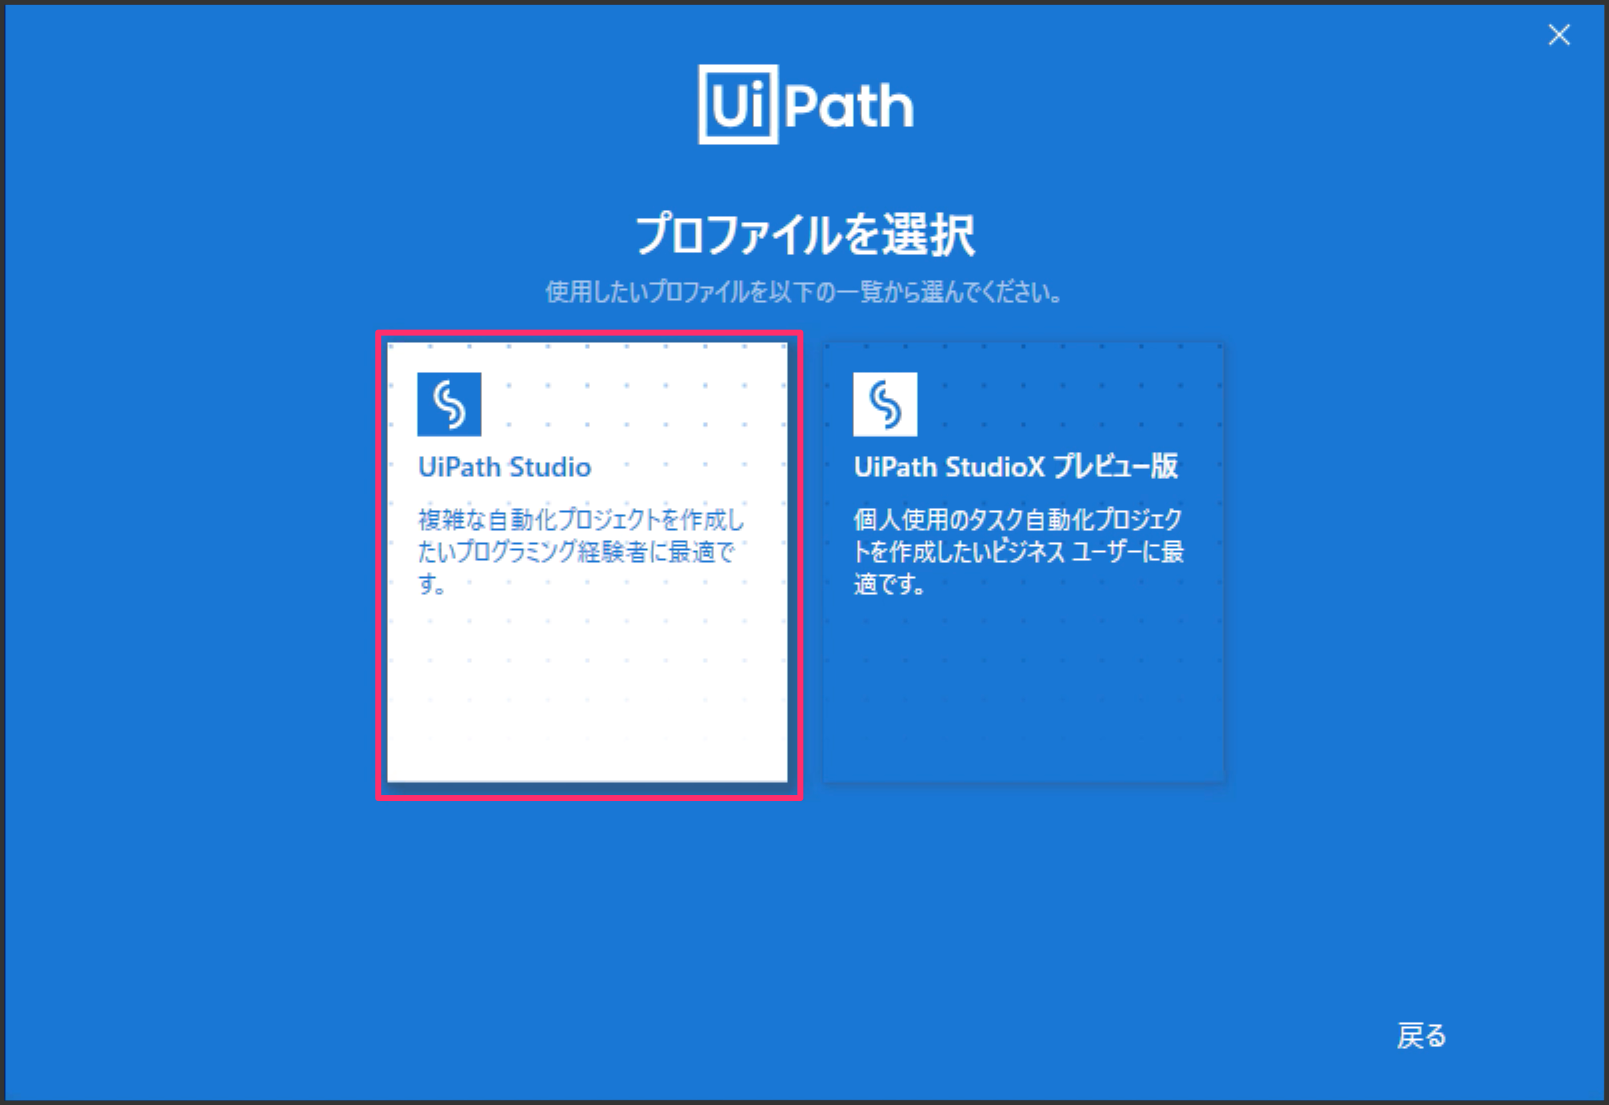 UiPath
プロファイルを選択
使用したいプロファイルを以下の一覧から選んでください。
UiPath Studio
複雑な自動化プロジェクトを作成し
たいプログラミング経験者に最適で
す。
UiPath StudioX プレビュー版
個人使用のタスク自動化プロジェク
トを作成したいビジネス ユーザーに最
適です。
戻る